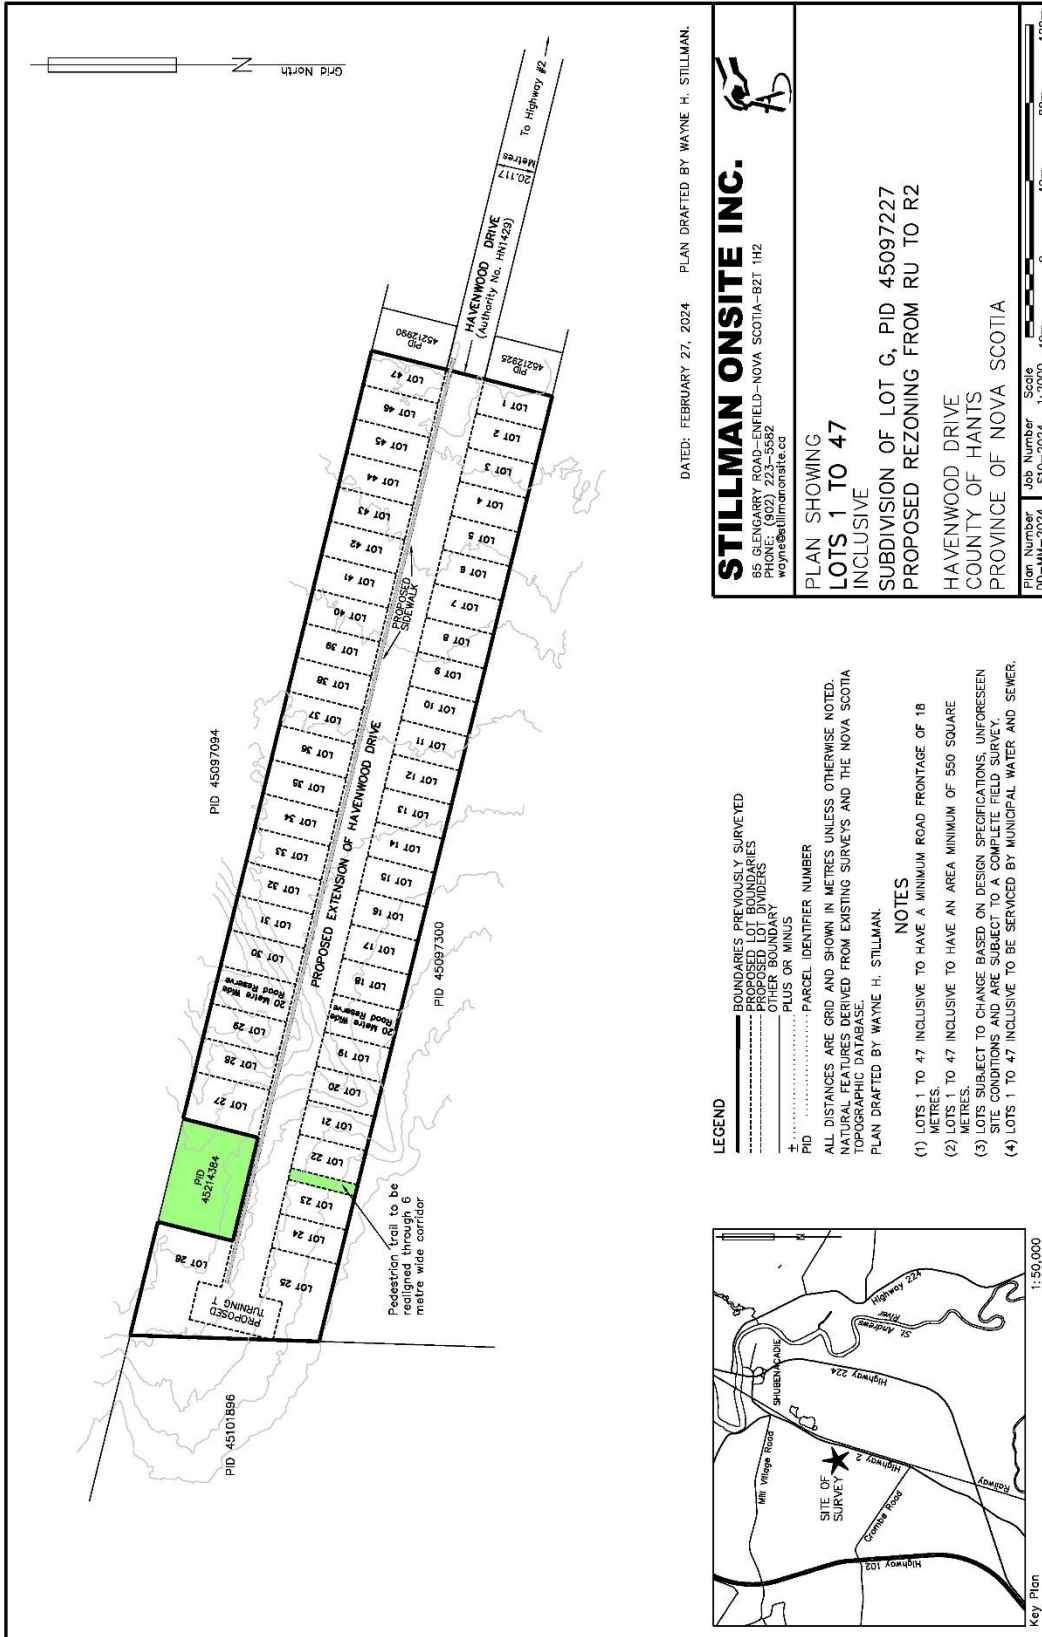 Grid North
N
To Highway #2
20.117
Metres
HAVENWOOD DRIVE
(Authority No. HN1429)
PID
45212990
PID
45212925
LOT 47
LOT 46
LOT 45
LOT 44
LOT 43
LOT 42
LOT 41
LOT 40
LOT 39
LOT 38
LOT 37
LOT 36
LOT 35
LOT 34
LOT 33
LOT 32
LOT 31
LOT 30
20 Metre Wide
Road Reserve
LOT 29
LOT 28
LOT 27
PID
45214384
LOT 26
PROPOSED
TURNING T
PROPOSED
SIDEWALK
PROPOSED EXTENSION OF HAVENWOOD DRIVE
LOT 1
LOT 2
LOT 3
LOT 4
LOT 5
LOT 6
LOT 7
LOT 8
LOT 9
LOT 10
LOT 11
LOT 12
LOT 13
LOT 14
LOT 15
LOT 16
LOT 17
LOT 18
20 Metre Wide
Road Reserve
LOT 19
LOT 20
LOT 21
LOT 22
LOT 23
LOT 24
LOT 25
Pedestrian trail to be
realigned through 6
metre wide corridor
PID 45097094
PID 45097300
PID 45101896
DATED: FEBRUARY 27, 2024 PLAN DRAFTED BY WAYNE H. STILLMAN.
1:50,000
Key Plan
Mill Village Road
SHUBENACADIE
St. Andrews
River
Highway 224
Highway 224
SITE OF
SURVEY
Highway 2
Railway
Crombe Road
Highway 102
N
LEGEND
BOUNDARIES PREVIOUSLY SURVEYED
PROPOSED LOT BOUNDARIES
PROPOSED LOT DIVIDERS
OTHER BOUNDARY
± PLUS OR MINUS
PID PARCEL IDENTIFIER NUMBER
ALL DISTANCES ARE GRID AND SHOWN IN METRES UNLESS OTHERWISE NOTED.
NATURAL FEATURES DERIVED FROM EXISTING SURVEYS AND THE NOVA SCOTIA
TOPOGRAPHIC DATABASE.
PLAN DRAFTED BY WAYNE H. STILLMAN.
NOTES
(1) LOTS 1 TO 47 INCLUSIVE TO HAVE A MINIMUM ROAD FRONTAGE OF 18
METRES.
(2) LOTS 1 TO 47 INCLUSIVE TO HAVE AN AREA MINIMUM OF 550 SQUARE
METRES.
(3) LOTS SUBJECT TO CHANGE BASED ON DESIGN SPECIFICATIONS, UNFORESEEN
SITE CONDITIONS AND ARE SUBJECT TO A COMPLETE FIELD SURVEY.
(4) LOTS 1 TO 47 INCLUSIVE TO BE SERVICED BY MUNICIPAL WATER AND SEWER.
STILLMAN ONSITE INC.
65 GLENGARRY ROAD-ENFIELD-NOVA SCOTIA-B2T 1H2
PHONE: (902) 223-5582
wayne@stillmanonsite.ca
PLAN SHOWING
LOTS 1 TO 47
INCLUSIVE
SUBDIVISION OF LOT G, PID 45097227
PROPOSED REZONING FROM RU TO R2
HAVENWOOD DRIVE
COUNTY OF HANTS
PROVINCE OF NOVA SCOTIA
Plan Number
Job Number
Scale
1:2000